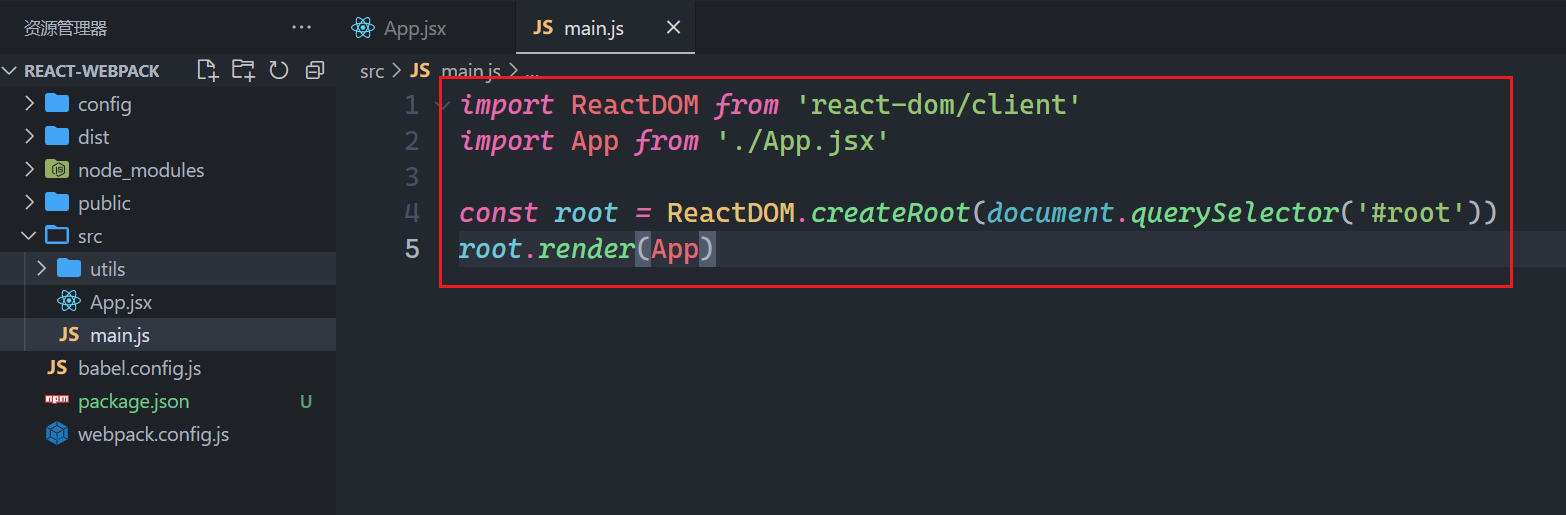 资源管理器 ... App.jsx JS main.js
REACT-WEBPACK src > JS main.js > ...
config
dist
node_modules
public
src
utils
App.jsx
JS main.js
JS babel.config.js
npm package.json U
webpack.config.js
1 import ReactDOM from 'react-dom/client'
2 import App from './App.jsx'
3
4 const root = ReactDOM.createRoot(document.querySelector('#root'))
5 root.render(App)